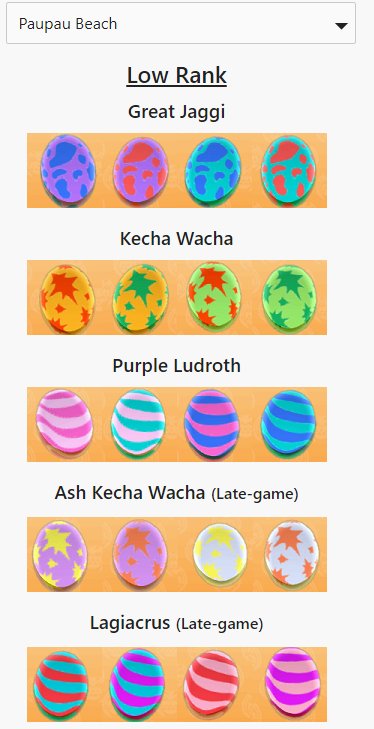 Paupau Beach
Low Rank
Great Jaggi
Kecha Wacha
Purple Ludroth
Ash Kecha Wacha (Late-game)
Lagiacrus (Late-game)